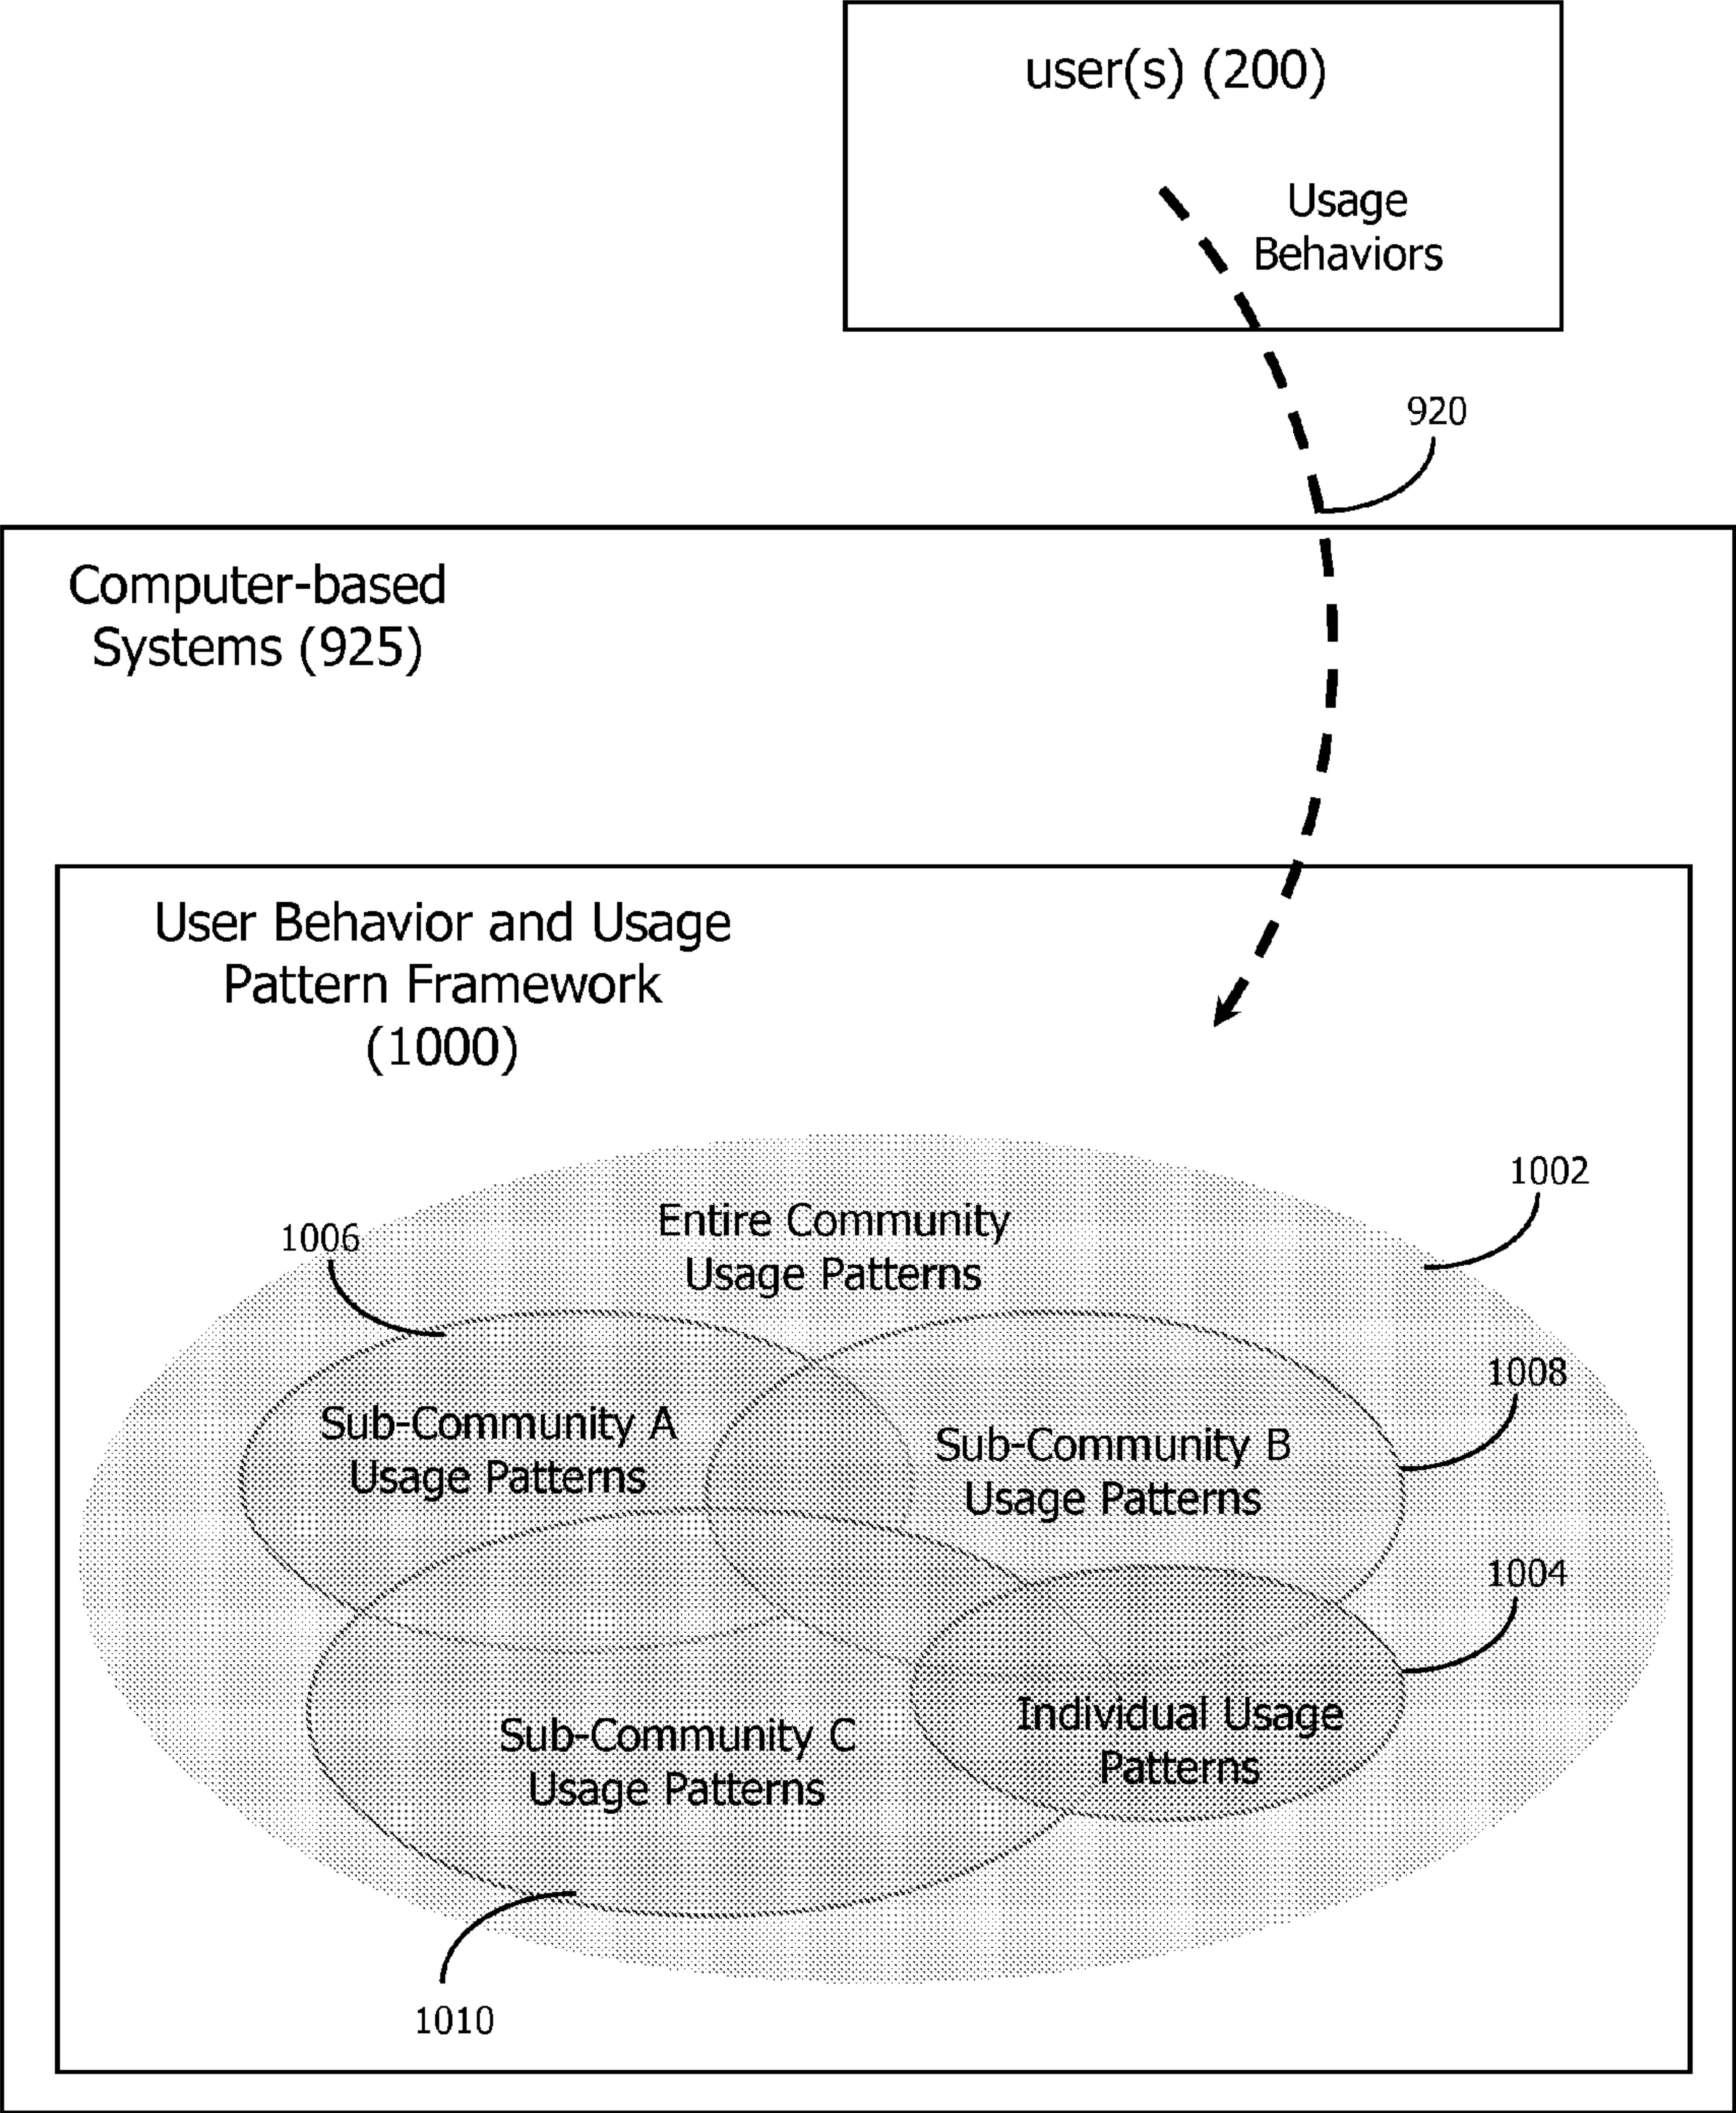 user(s) (200)
Usage
Behaviors
920
Computer-based
Systems (925)
User Behavior and Usage
Pattern Framework
(1000)
1002
Entire Community
Usage Patterns
1006
1008
Sub-Community A
Usage Patterns
Sub-Community B
Usage Patterns
1004
Individual Usage
Patterns
Sub-Community C
Usage Patterns
1010